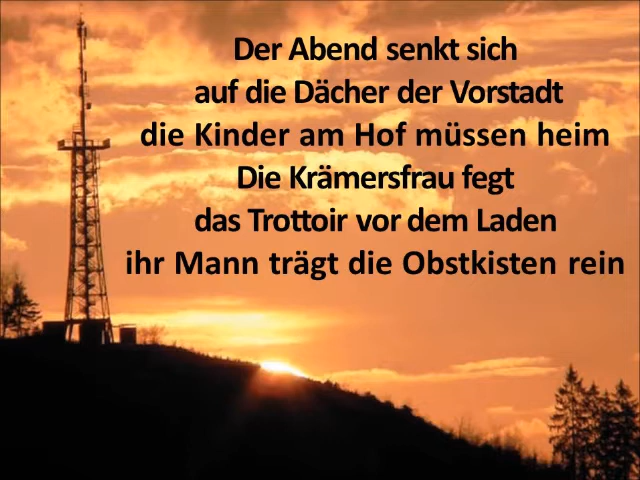 Der Abend senkt sich
auf die Dächer der Vorstadt
die Kinder am Hof müssen heim
Die Krämersfrau fegt
das Trottoir vor dem Laden
ihr Mann trägt die Obstkisten rein